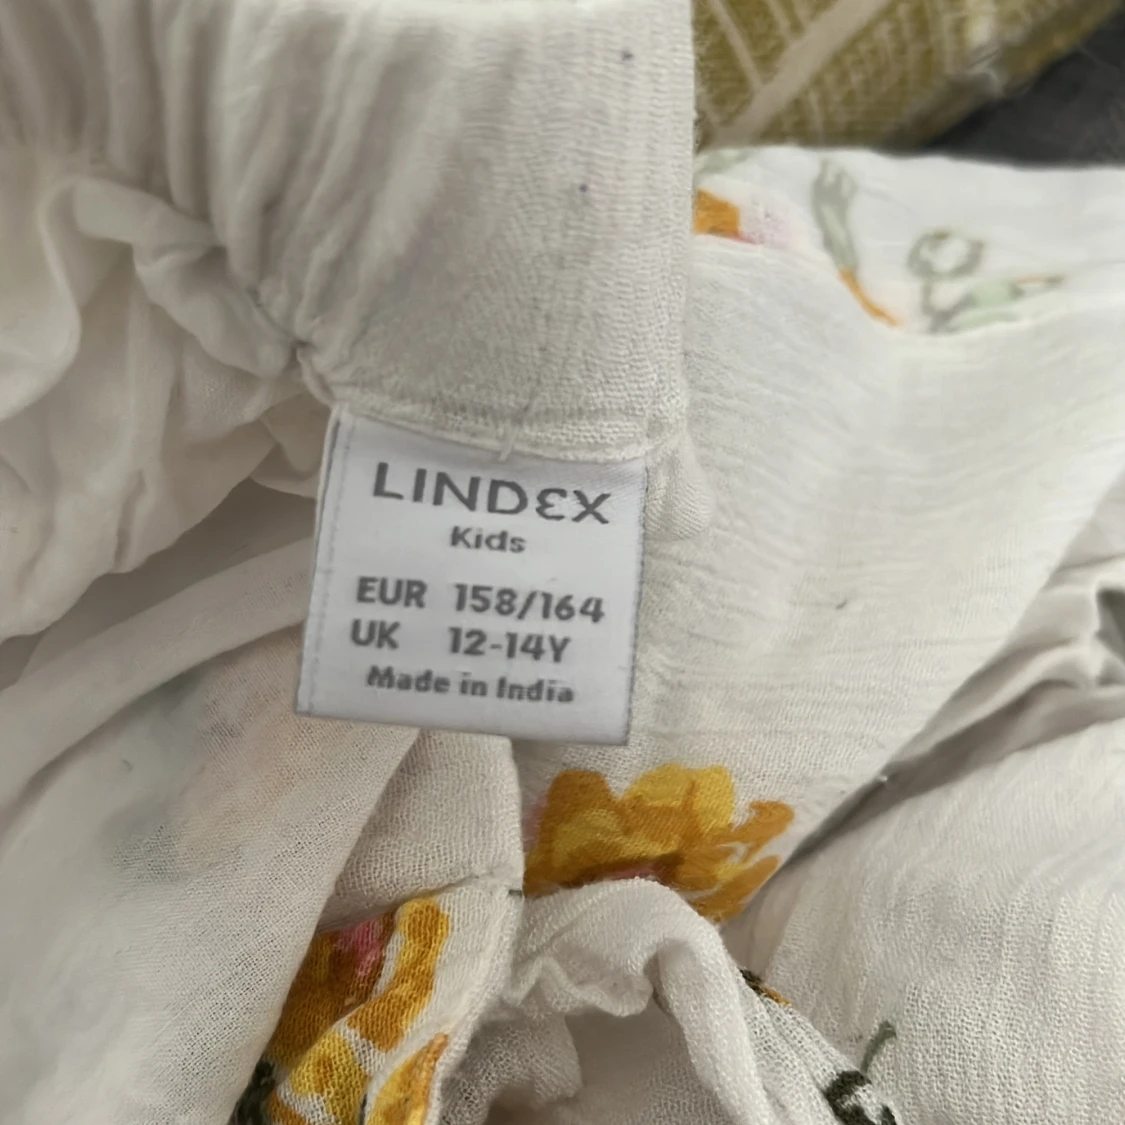 LINDEX
Kids
EUR 158/164
UK 12-14Y
Made in India